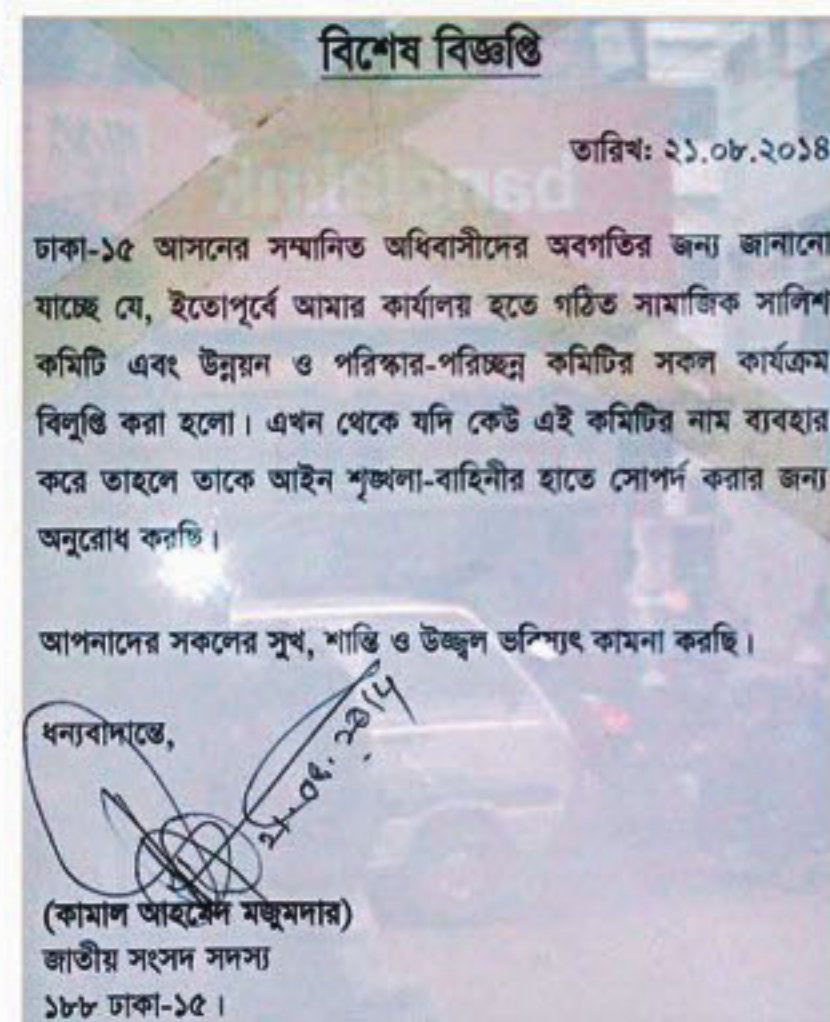 বিশেষ বিজ্ঞপ্তি
তারিখ: ২১.০৮.২০১৪
ঢাকা-১৫ আসনের সম্মানিত অধিবাসীদের অবগতির জন্য জানানো
যাচ্ছে যে, ইতোপূর্বে আমার কার্যালয় হতে গঠিত সামাজিক সালিশ
কমিটি এবং উন্নয়ন ও পরিস্কার-পরিচ্ছন্ন কমিটির সকল কার্যক্রম
বিলুপ্তি করা হলো। এখন থেকে যদি কেউ এই কমিটির নাম ব্যবহার
করে তাহলে তাকে আইন শৃঙ্খলা-বাহিনীর হাতে সোপর্দ করার জন্য
অনুরোধ করছি।
আপনাদের সকলের সুখ, শান্তি ও উজ্জ্বল ভবিষ্যৎ কামনা করছি।
ধন্যবাদান্তে,
(কামাল আহমেদ মজুমদার)
জাতীয় সংসদ সদস্য
১৮৮ ঢাকা-১৫।